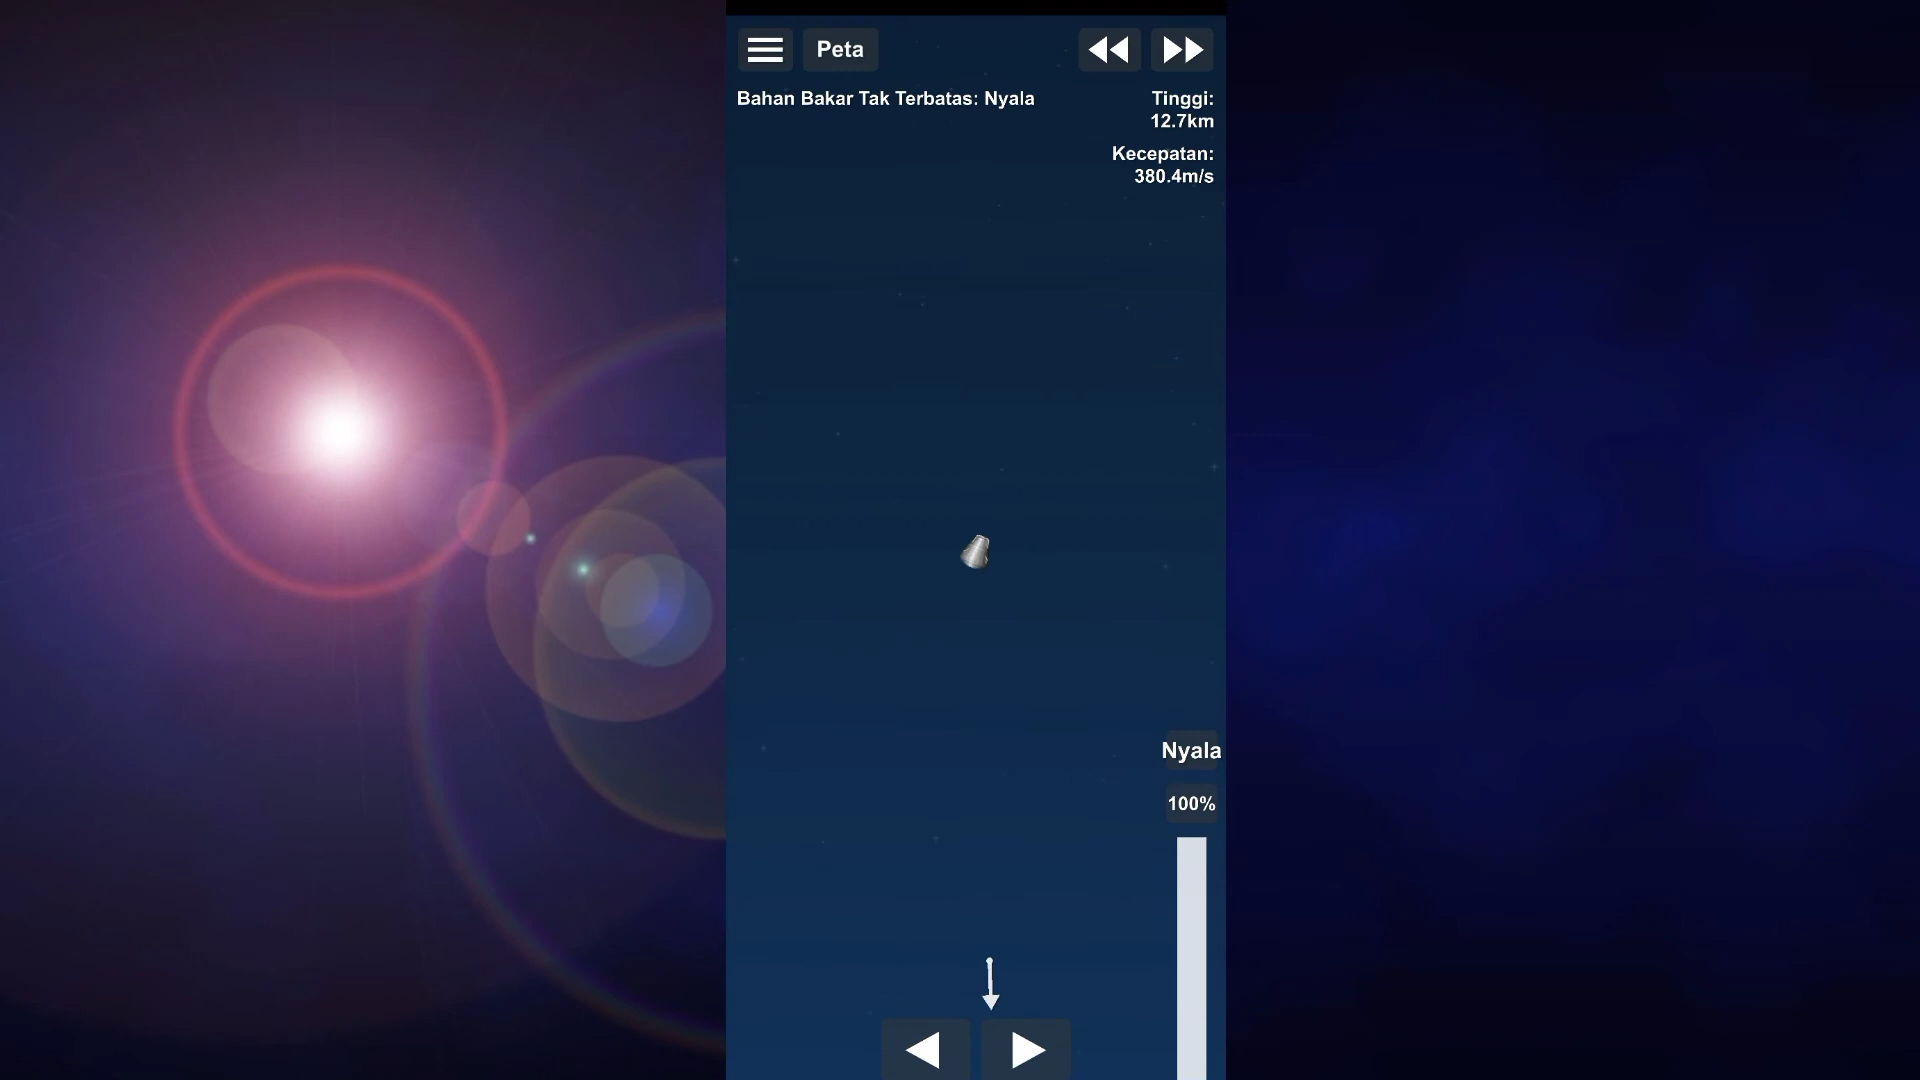 Peta
Bahan Bakar Tak Terbatas: Nyala
Tinggi:
12.7km
Kecepatan:
380.4m/s
Nyala
100%